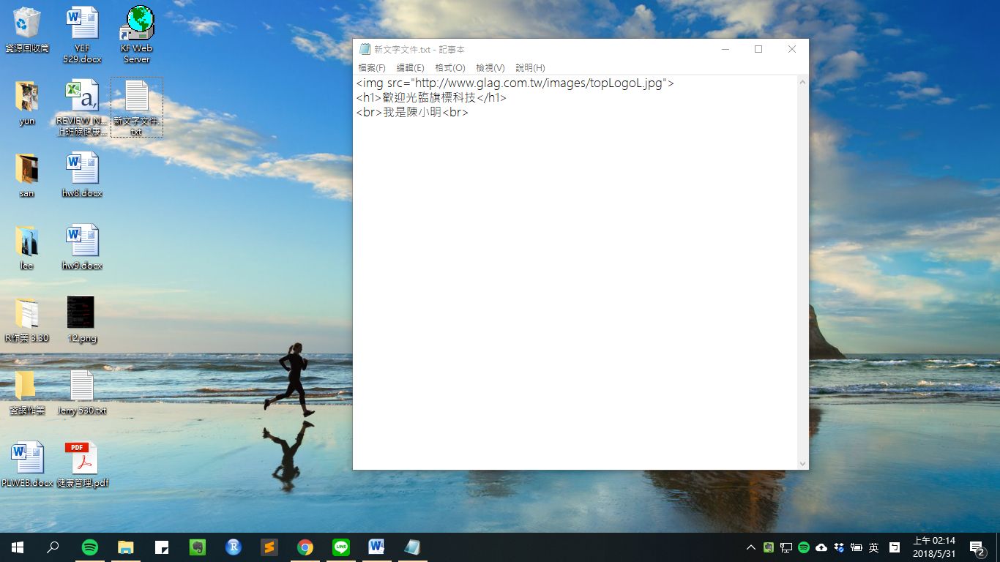 資源回收筒
YEF
529.docx
KF Web
Server
yun
REVIEW_N...
上班族健康...
新文字文件.
txt
san
hw8.docx
lee
hw9.docx
R作業 3.30
12.png
資網作業
Jerry 530.txt
PLWEB.docx
PDF
健康管理.pdf
新文字文件.txt - 記事本
檔案(F) 編輯(E) 格式(O) 檢視(V) 說明(H)
<img src="http://www.glag.com.tw/images/topLogoL.jpg">
<h1>歡迎光臨旗標科技</h1>
<br>我是陳小明<br>
LINE
英
上午 02:14
2018/5/31
2